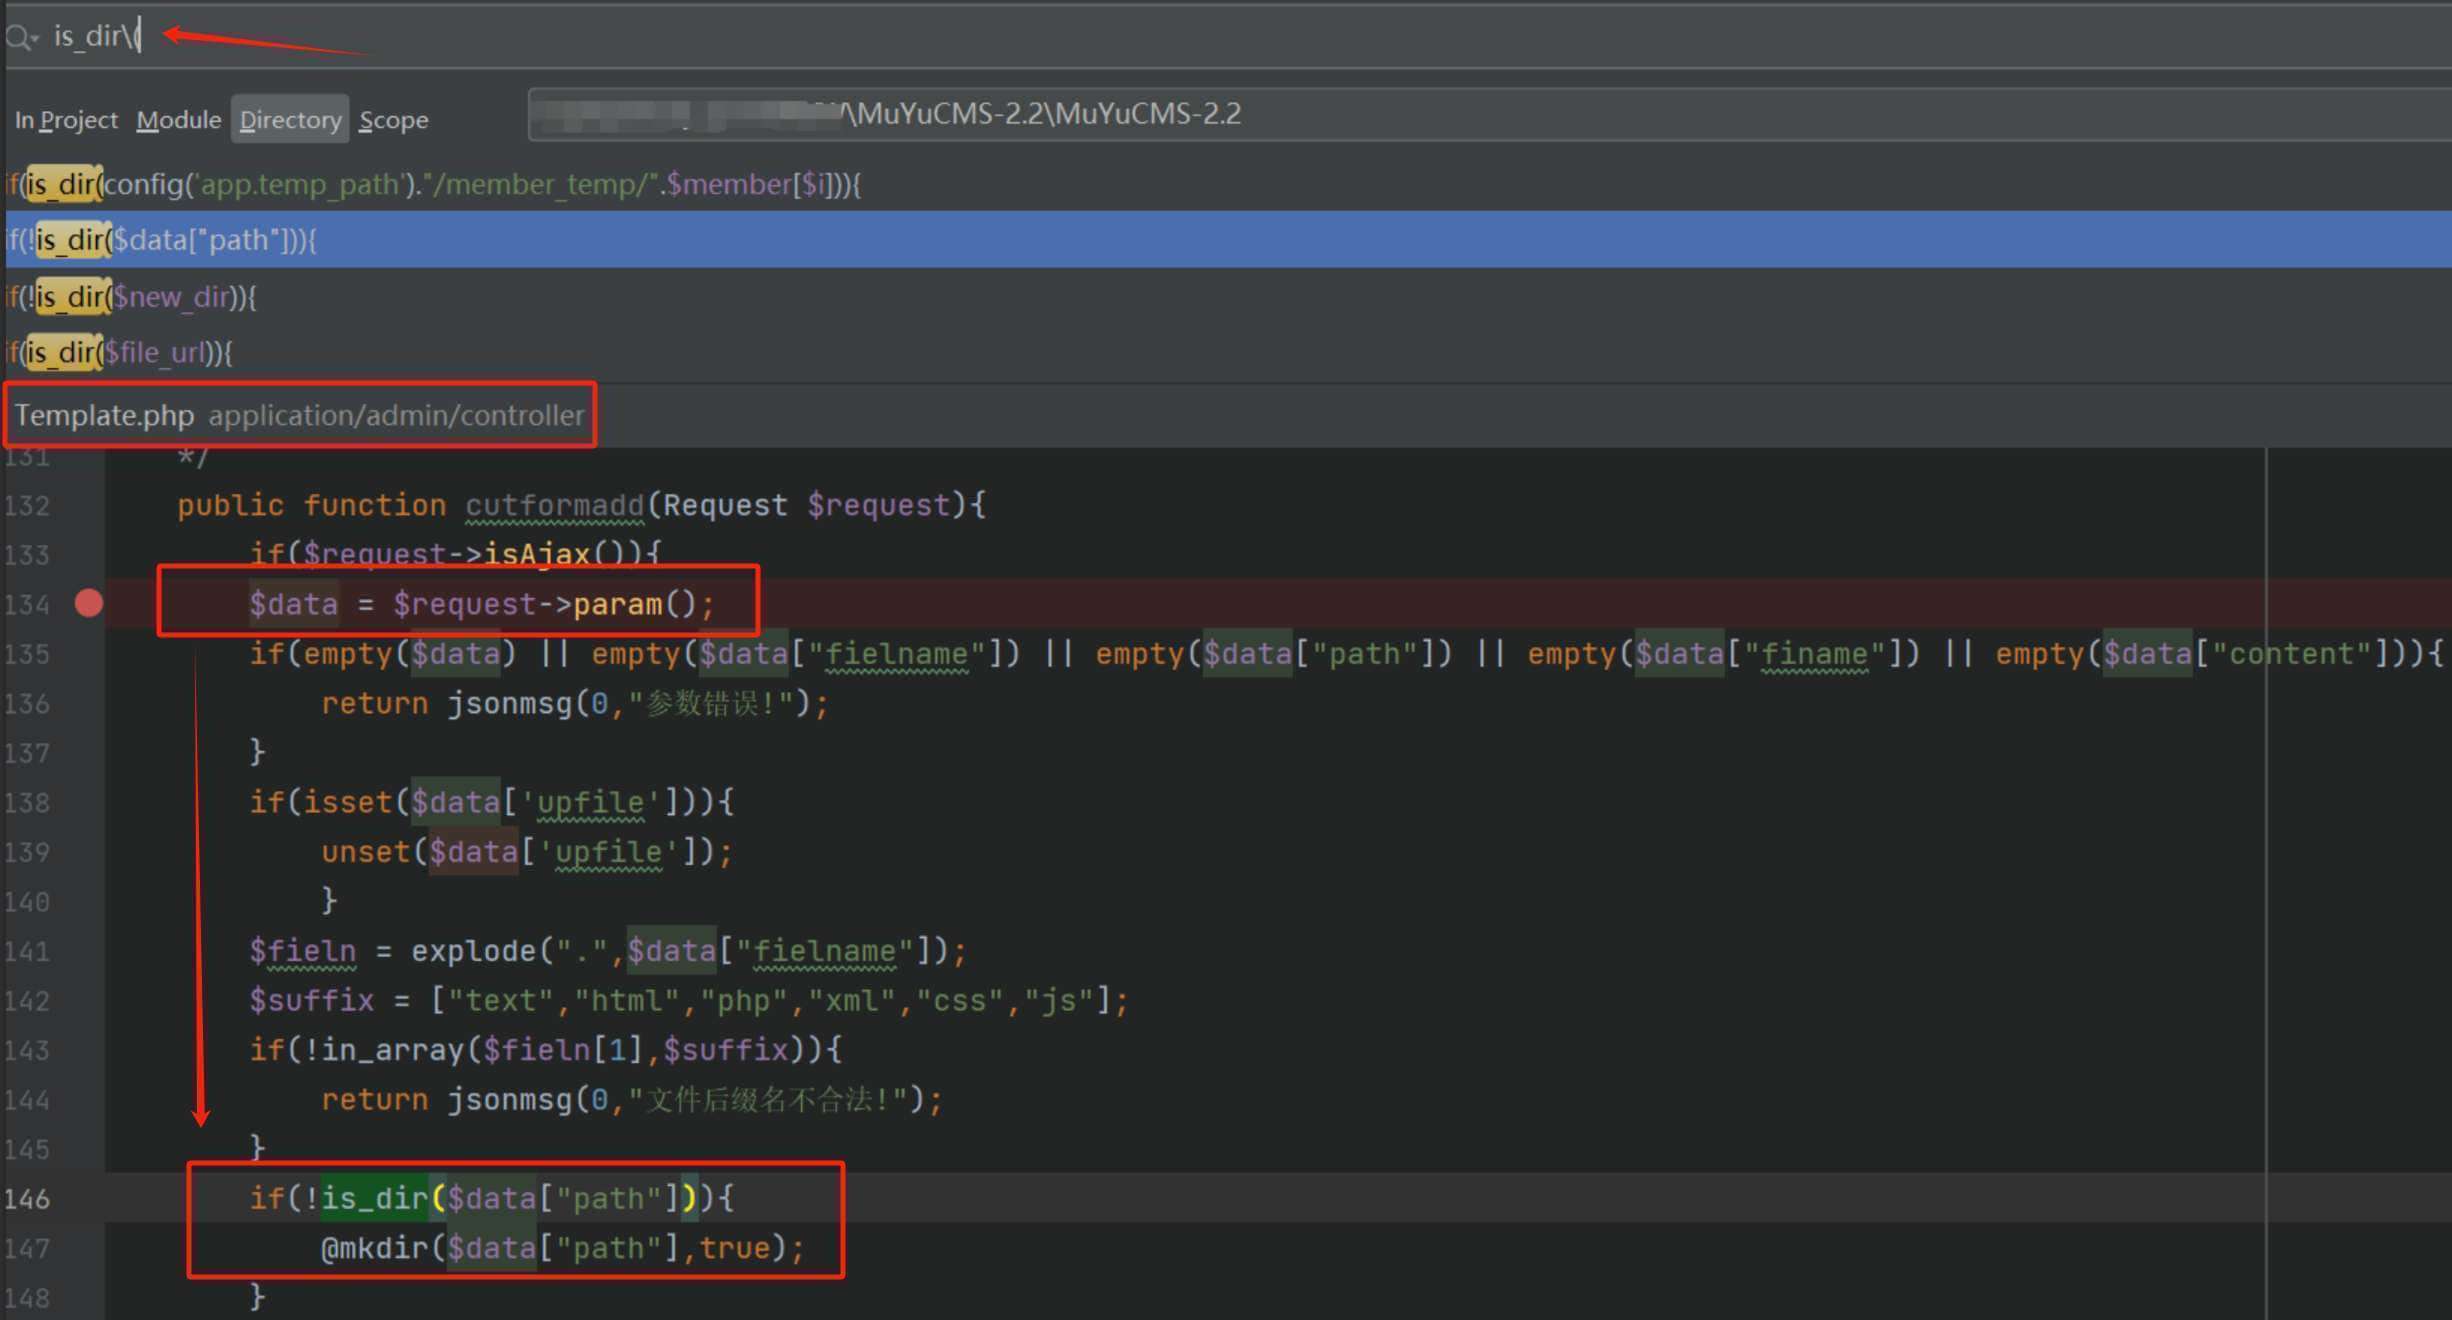 is_dir\(
In Project Module Directory Scope \MuYuCMS-2.2\MuYuCMS-2.2
if(is_dir(config('app.temp_path')."/member_temp/".$member[$i])){
if(!is_dir($data["path"])){
if(!is_dir($new_dir)){
if(is_dir($file_url)){
Template.php application/admin/controller
131 */
132 public function cutformadd(Request $request){
133 if($request->isAjax()){
134 $data = $request->param();
135 if(empty($data) || empty($data["fielname"]) || empty($data["path"]) || empty($data["finame"]) || empty($data["content"])){
136 return jsonmsg(0,"参数错误!");
137 }
138 if(isset($data['upfile'])){
139 unset($data['upfile']);
140 }
141 $fieln = explode(".",$data["fielname"]);
142 $suffix = ["text","html","php","xml","css","js"];
143 if(!in_array($fieln[1],$suffix)){
144 return jsonmsg(0,"文件后缀名不合法!");
145 }
146 if(!is_dir($data["path"])){
147 @mkdir($data["path"],true);
148 }